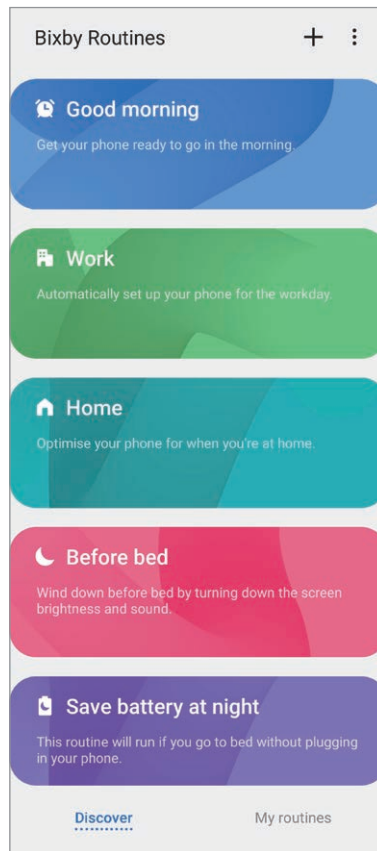 Bixby Routines
Good morning
Get your phone ready to go in the morning.
Work
Automatically set up your phone for the workday.
Home
Optimise your phone for when you're at home.
Before bed
Wind down before bed by turning down the screen
brightness and sound.
Save battery at night
This routine will run if you go to bed without plugging
in your phone.
Discover
My routines